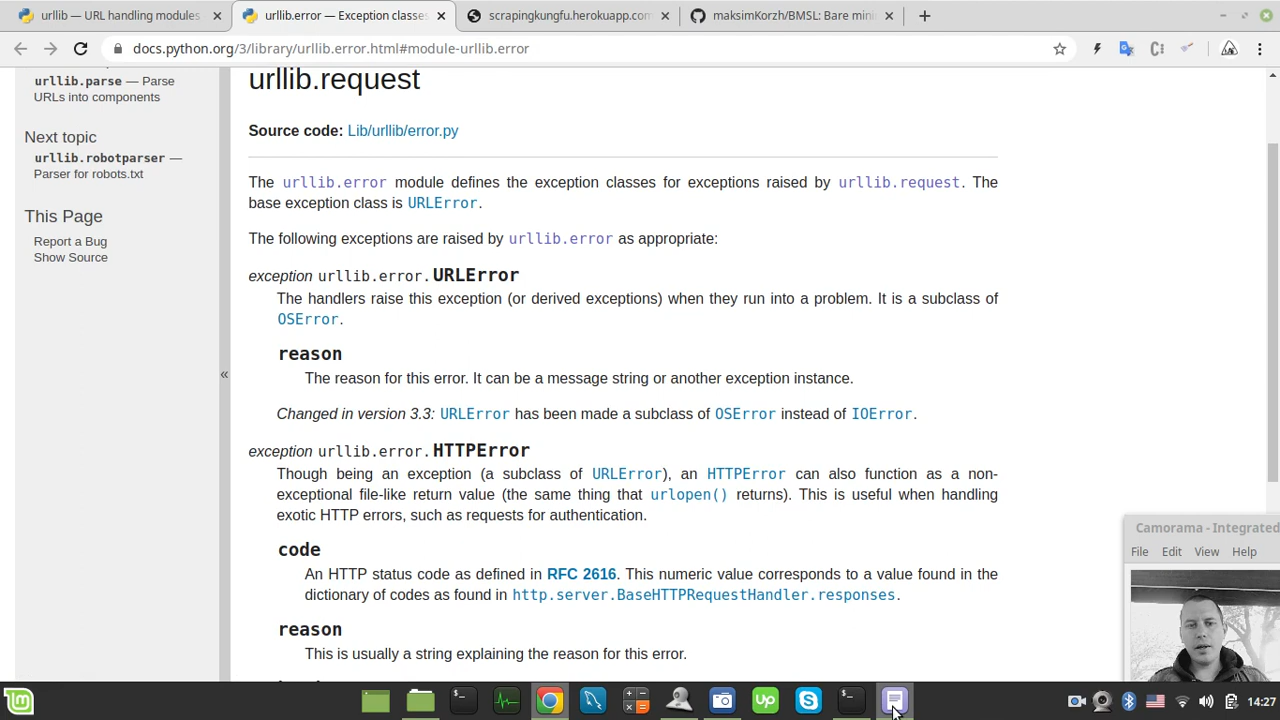 urllib — URL handling modules
urllib.error — Exception classes
scrapingkungfu.herokuapp.com
maksimKorzh/BMSL: Bare mini
docs.python.org/3/library/urllib.error.html#module-urllib.error
urllib.parse — Parse
URLs into components
Next topic
urllib.robotparser —
Parser for robots.txt
This Page
Report a Bug
Show Source
«
urllib.request
Source code: Lib/urllib/error.py
The urllib.error module defines the exception classes for exceptions raised by urllib.request. The
base exception class is URLError.
The following exceptions are raised by urllib.error as appropriate:
exception urllib.error.URLError
The handlers raise this exception (or derived exceptions) when they run into a problem. It is a subclass of
OSError.
reason
The reason for this error. It can be a message string or another exception instance.
Changed in version 3.3: URLError has been made a subclass of OSError instead of IOError.
exception urllib.error.HTTPError
Though being an exception (a subclass of URLError), an HTTPError can also function as a non-
exceptional file-like return value (the same thing that urlopen() returns). This is useful when handling
exotic HTTP errors, such as requests for authentication.
code
An HTTP status code as defined in RFC 2616. This numeric value corresponds to a value found in the
dictionary of codes as found in http.server.BaseHTTPRequestHandler.responses.
reason
This is usually a string explaining the reason for this error.
Camorama - Integrated
File Edit View Help
Up
14:27